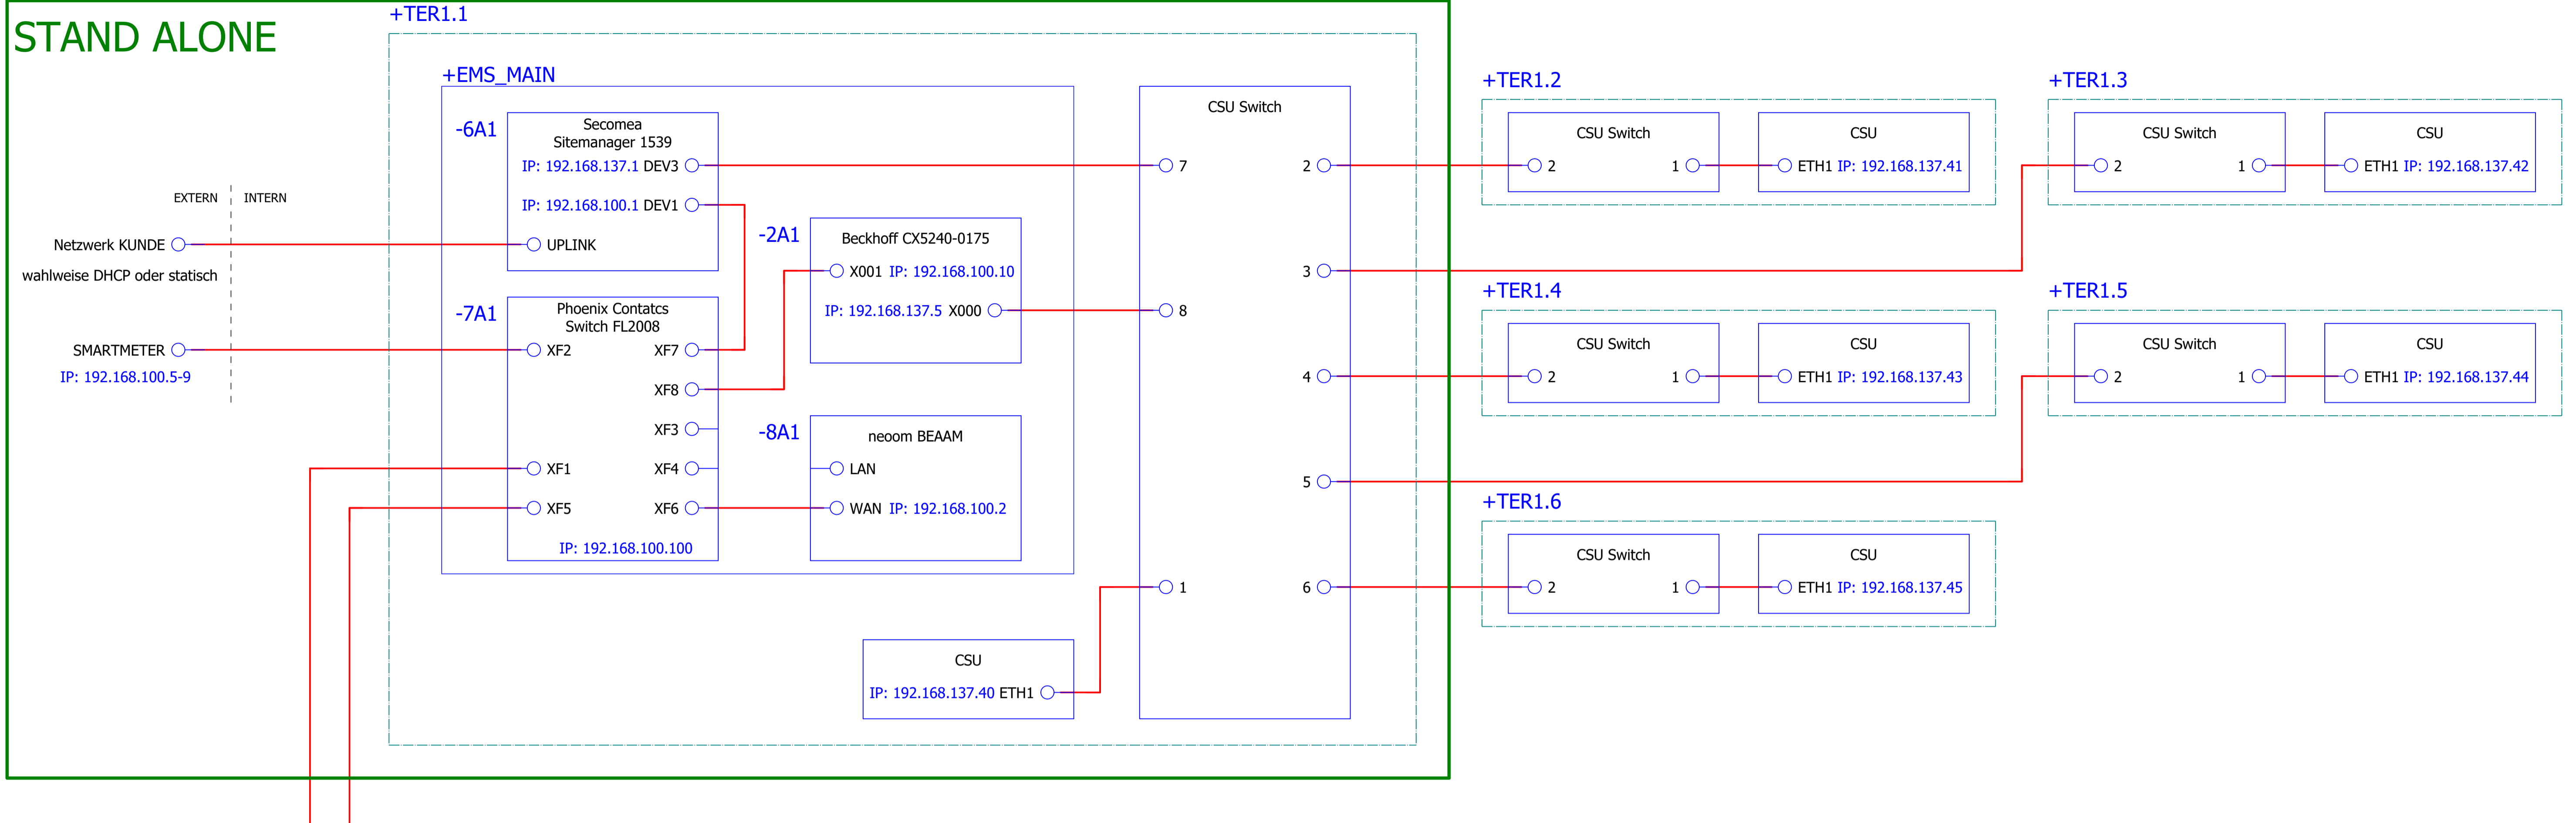 STAND ALONE
+TER1.1
+EMS_MAIN
-6A1
Secomea
Sitemanager 1539
IP: 192.168.137.1 DEV3
IP: 192.168.100.1 DEV1
UPLINK
EXTERN
INTERN
Netzwerk KUNDE
wahlweise DHCP oder statisch
SMARTMETER
IP: 192.168.100.5-9
-7A1
Phoenix Contatcs
Switch FL2008
XF2
XF7
XF8
XF3
XF1
XF4
XF5
XF6
IP: 192.168.100.100
-2A1
Beckhoff CX5240-0175
X001 IP: 192.168.100.10
IP: 192.168.137.5 X000
-8A1
neoom BEAAM
LAN
WAN IP: 192.168.100.2
CSU
IP: 192.168.137.40 ETH1
CSU Switch
7
2
3
8
4
5
1
6
+TER1.2
CSU Switch
2
1
CSU
ETH1 IP: 192.168.137.41
+TER1.3
CSU Switch
2
1
CSU
ETH1 IP: 192.168.137.42
+TER1.4
CSU Switch
2
1
CSU
ETH1 IP: 192.168.137.43
+TER1.5
CSU Switch
2
1
CSU
ETH1 IP: 192.168.137.44
+TER1.6
CSU Switch
2
1
CSU
ETH1 IP: 192.168.137.45